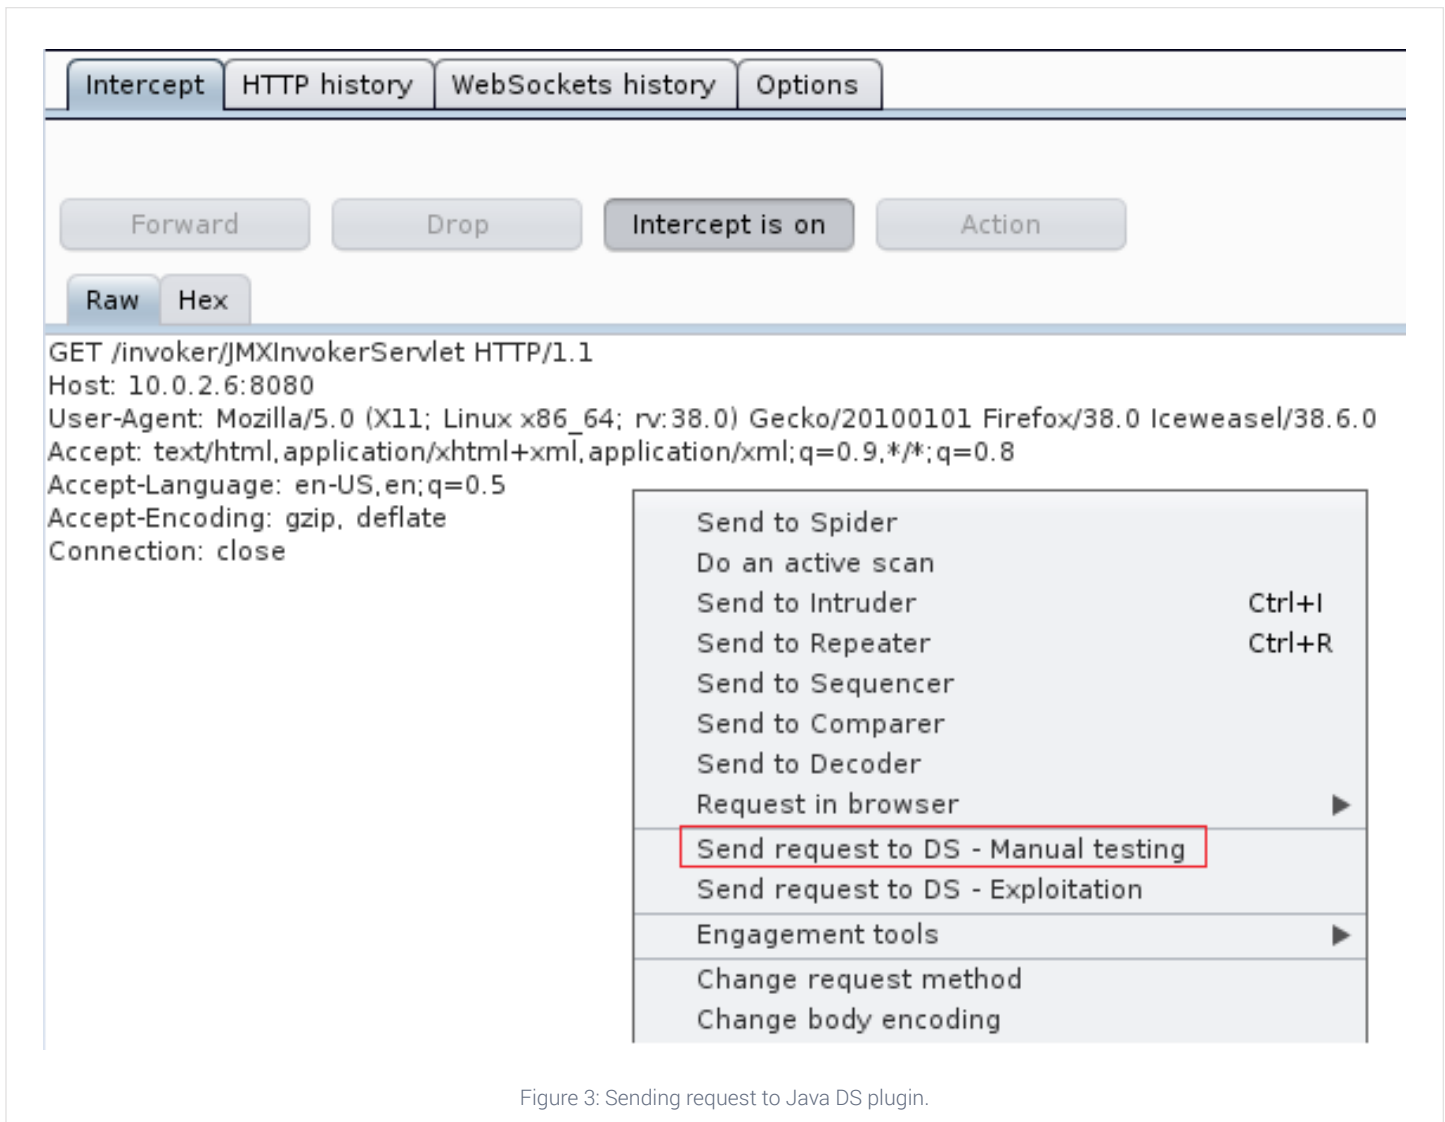 Intercept HTTP history WebSockets history Options
Forward Drop Intercept is on Action
Raw Hex
GET /invoker/JMXInvokerServlet HTTP/1.1
Host: 10.0.2.6:8080
User-Agent: Mozilla/5.0 (X11; Linux x86_64; rv:38.0) Gecko/20100101 Firefox/38.0 Iceweasel/38.6.0
Accept: text/html,application/xhtml+xml,application/xml;q=0.9,*/*;q=0.8
Accept-Language: en-US,en;q=0.5
Accept-Encoding: gzip, deflate
Connection: close
Send to Spider
Do an active scan
Send to Intruder Ctrl+I
Send to Repeater Ctrl+R
Send to Sequencer
Send to Comparer
Send to Decoder
Request in browser
Send request to DS - Manual testing
Send request to DS - Exploitation
Engagement tools
Change request method
Change body encoding
Figure 3: Sending request to Java DS plugin.